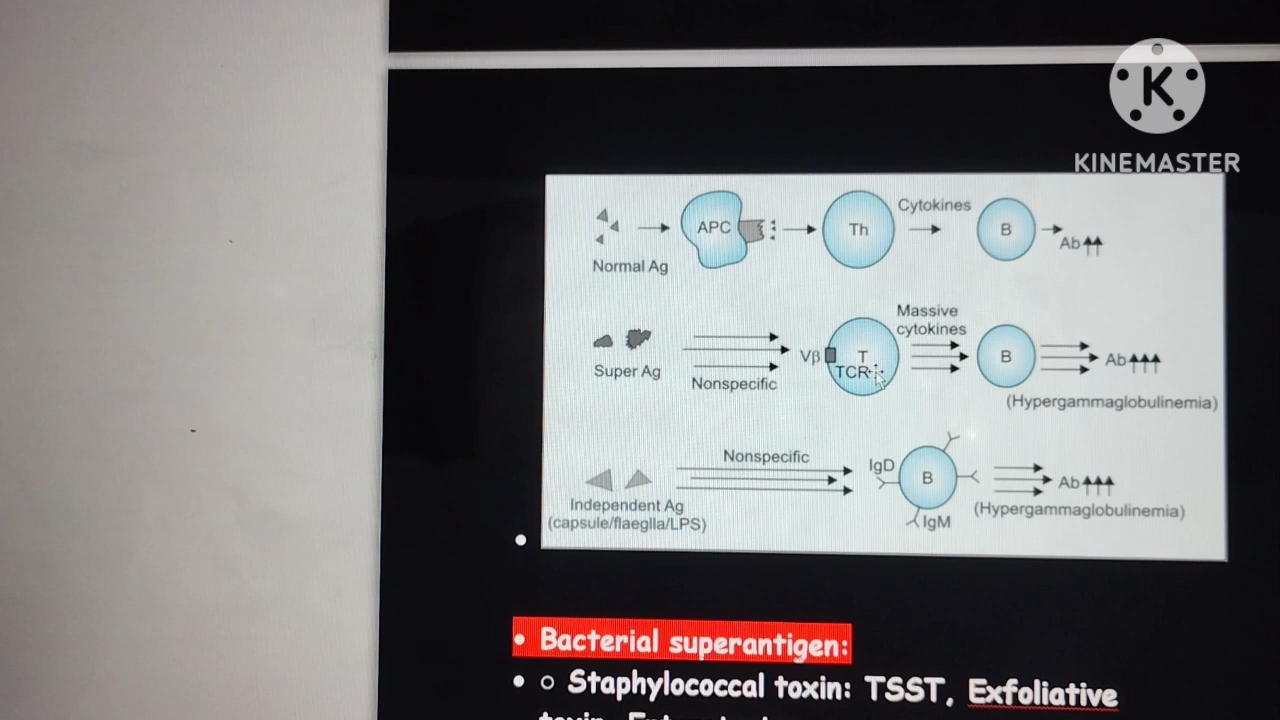 K
KINEMASTER
Normal Ag
APC
Th
Cytokines
B
Ab
Super Ag
Nonspecific
Vβ
T
TCR
Massive
cytokines
B
Ab
(Hypergammaglobulinemia)
Independent Ag
(capsule/flaeglla/LPS)
Nonspecific
IgD
B
IgM
Ab
(Hypergammaglobulinemia)
• Bacterial superantigen:
• ○ Staphylococcal toxin: TSST, Exfoliative